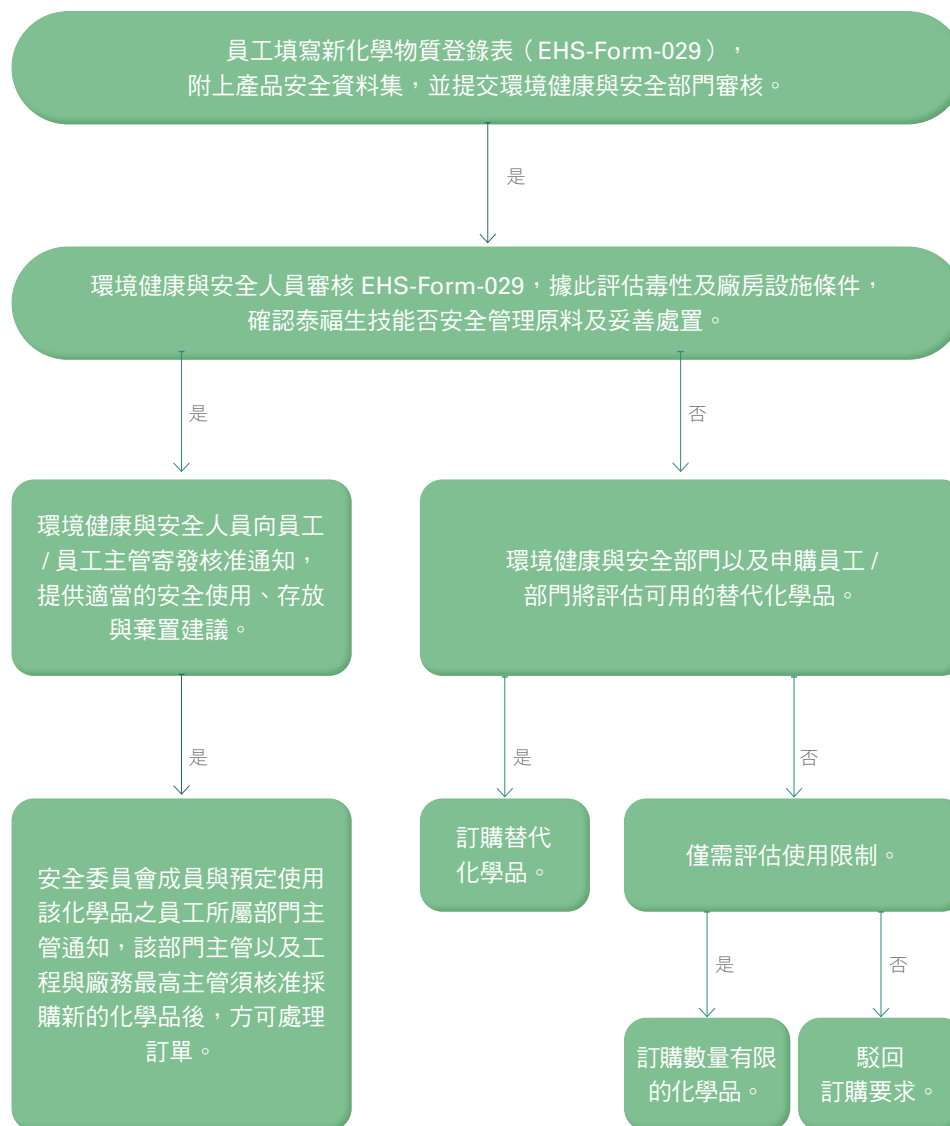 員工填寫新化學物質登錄表（EHS-Form-029），
附上產品安全資料集，並提交環境健康與安全部門審核。
是
環境健康與安全人員審核 EHS-Form-029，據此評估毒性及廠房設施條件，
確認泰福生技能否安全管理原料及妥善處置。
是
否
環境健康與安全人員向員工
/ 員工主管寄發核准通知，
提供適當的安全使用、存放
與棄置建議。
環境健康與安全部門以及申購員工 /
部門將評估可用的替代化學品。
是
是
否
安全委員會成員與預定使用
該化學品之員工所屬部門主
管通知，該部門主管以及工
程與廠務最高主管須核准採
購新的化學品後，方可處理
訂單。
訂購替代
化學品。
僅需評估使用限制。
是
否
訂購數量有限
的化學品。
駁回
訂購要求。